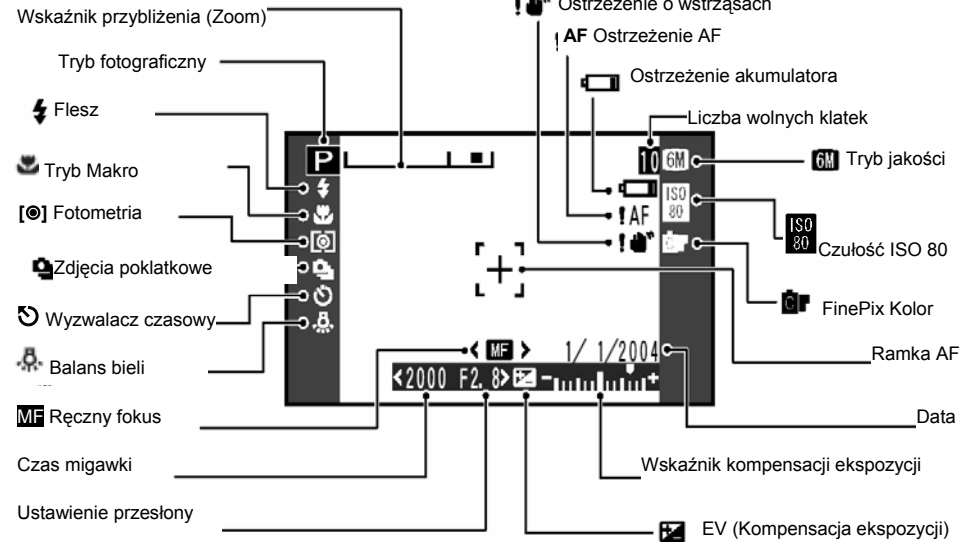 Ostrzeżenie o wstrząsach
Wskaźnik przybliżenia (Zoom)
! AF Ostrzeżenie AF
Tryb fotograficzny
Ostrzeżenie akumulatora
Flesz
Liczba wolnych klatek
P
10 6M
6M Tryb jakości
Tryb Makro
ISO 80
!AF
[◉] Fotometria
ISO 80 Czułość ISO 80
Zdjęcia poklatkowe
FinePix Kolor
Wyzwalacz czasowy
< MF > 1/ 1/2004
Ramka AF
Balans bieli
<2000 F2.8> - +
MF Ręczny fokus
Data
Czas migawki
Wskaźnik kompensacji ekspozycji
Ustawienie przesłony
EV (Kompensacja ekspozycji)